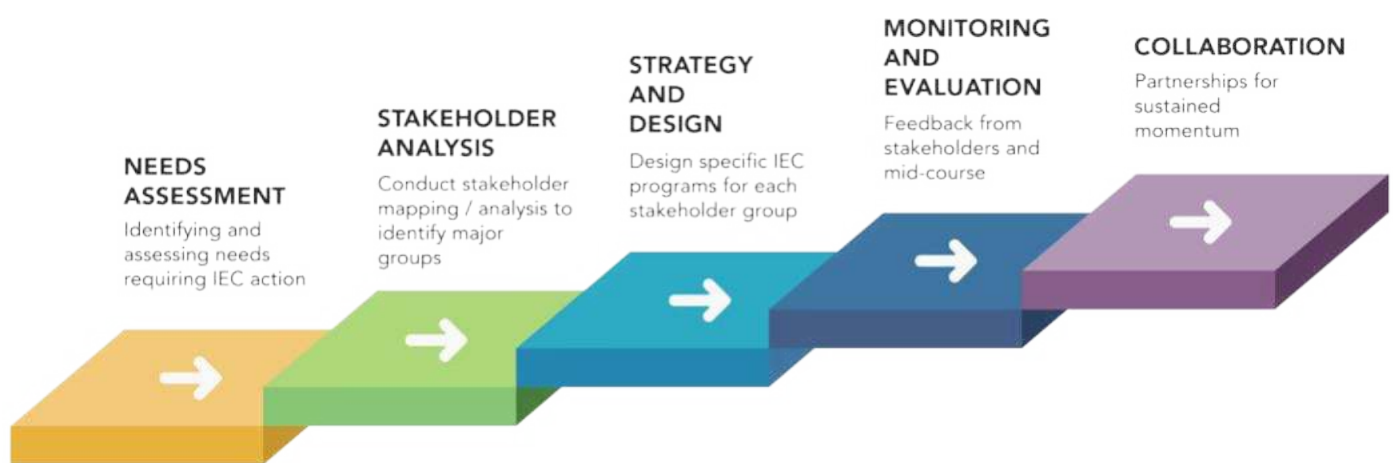 NEEDS
ASSESSMENT
Identifying and
assessing needs
requiring IEC action
STAKEHOLDER
ANALYSIS
Conduct stakeholder
mapping / analysis to
identify major
groups
STRATEGY
AND
DESIGN
Design specific IEC
programs for each
stakeholder group
MONITORING
AND
EVALUATION
Feedback from
stakeholders and
mid-course
COLLABORATION
Partnerships for
sustained
momentum